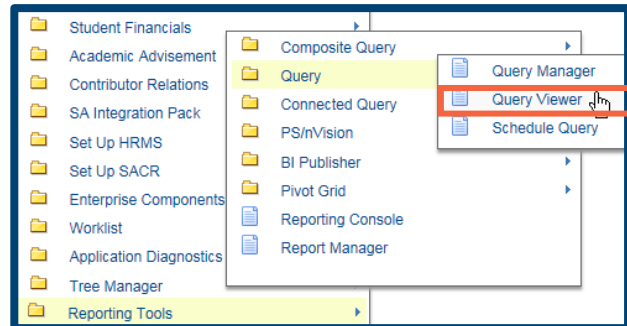 Student Financials
Academic Advisement
Contributor Relations
SA Integration Pack
Set Up HRMS
Set Up SACR
Enterprise Components
Worklist
Application Diagnostics
Tree Manager
Reporting Tools
Composite Query
Query
Connected Query
PS/nVision
BI Publisher
Pivot Grid
Reporting Console
Report Manager
Query Manager
Query Viewer
Schedule Query